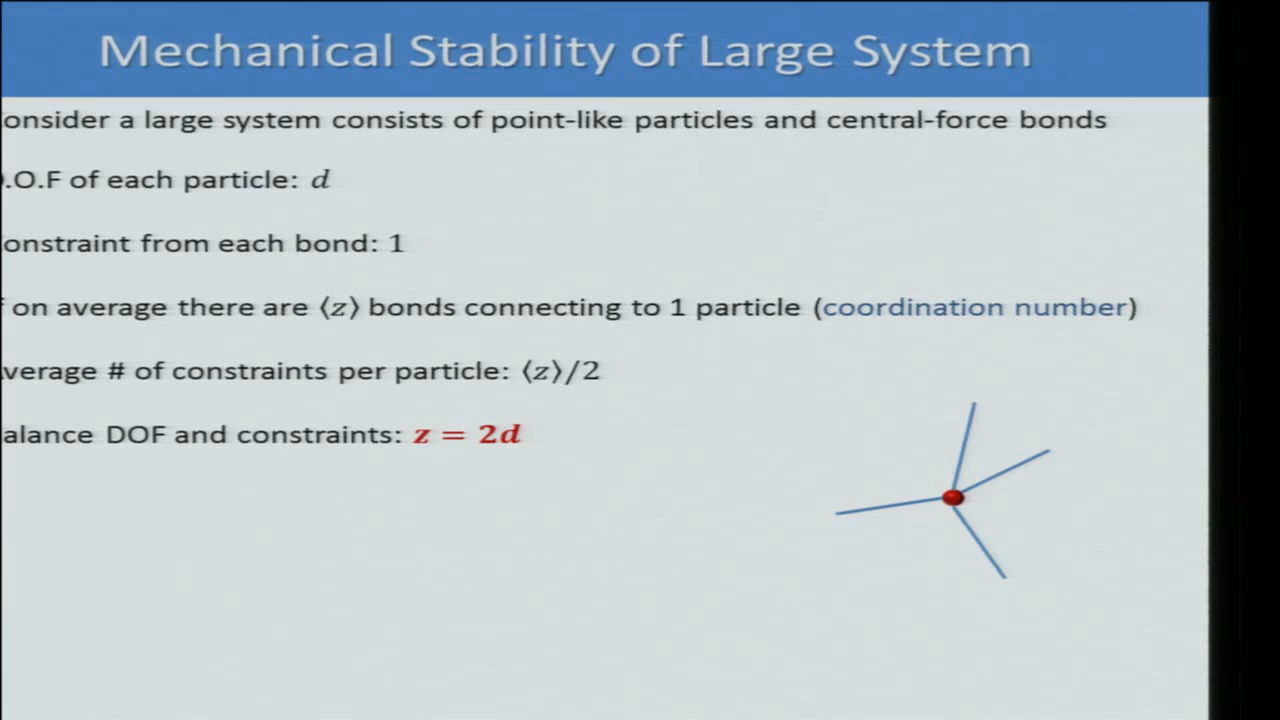 Mechanical Stability of Large System
onsider a large system consists of point-like particles and central-force bonds
.O.F of each particle: d
onstraint from each bond: 1
on average there are ⟨z⟩ bonds connecting to 1 particle (coordination number)
verage # of constraints per particle: ⟨z⟩/2
alance DOF and constraints: z = 2d